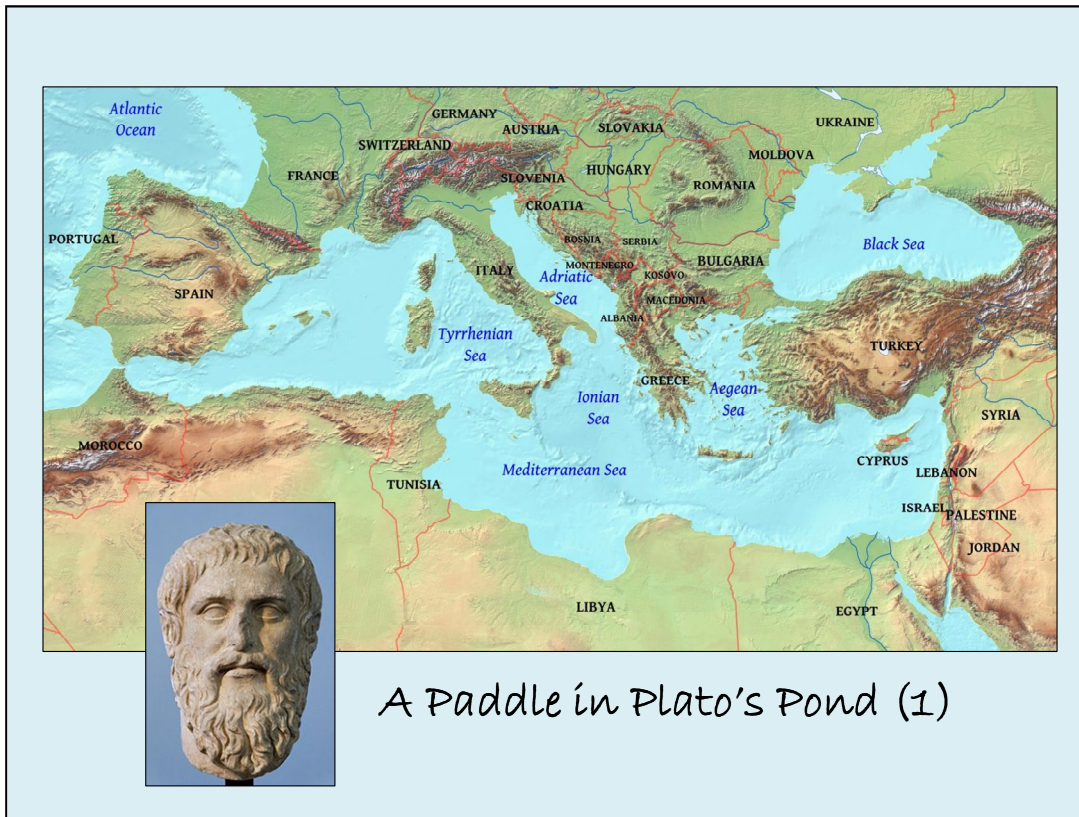 Atlantic
Ocean
GERMANY
UKRAINE
AUSTRIA
SLOVAKIA
SWITZERLAND
MOLDOVA
FRANCE
HUNGARY
SLOVENIA
ROMANIA
CROATIA
PORTUGAL
BOSNIA
SERBIA
Black Sea
BULGARIA
ITALY
MONTENEGRO
Adriatic
Sea
KOSOVO
SPAIN
MACEDONIA
ALBANIA
Tyrrhenian
Sea
TURKEY
GREECE
Aegean
Sea
Ionian
Sea
SYRIA
MOROCCO
CYPRUS
Mediterranean Sea
LEBANON
TUNISIA
ISRAEL
PALESTINE
JORDAN
LIBYA
EGYPT
A Paddle in Plato's Pond (1)